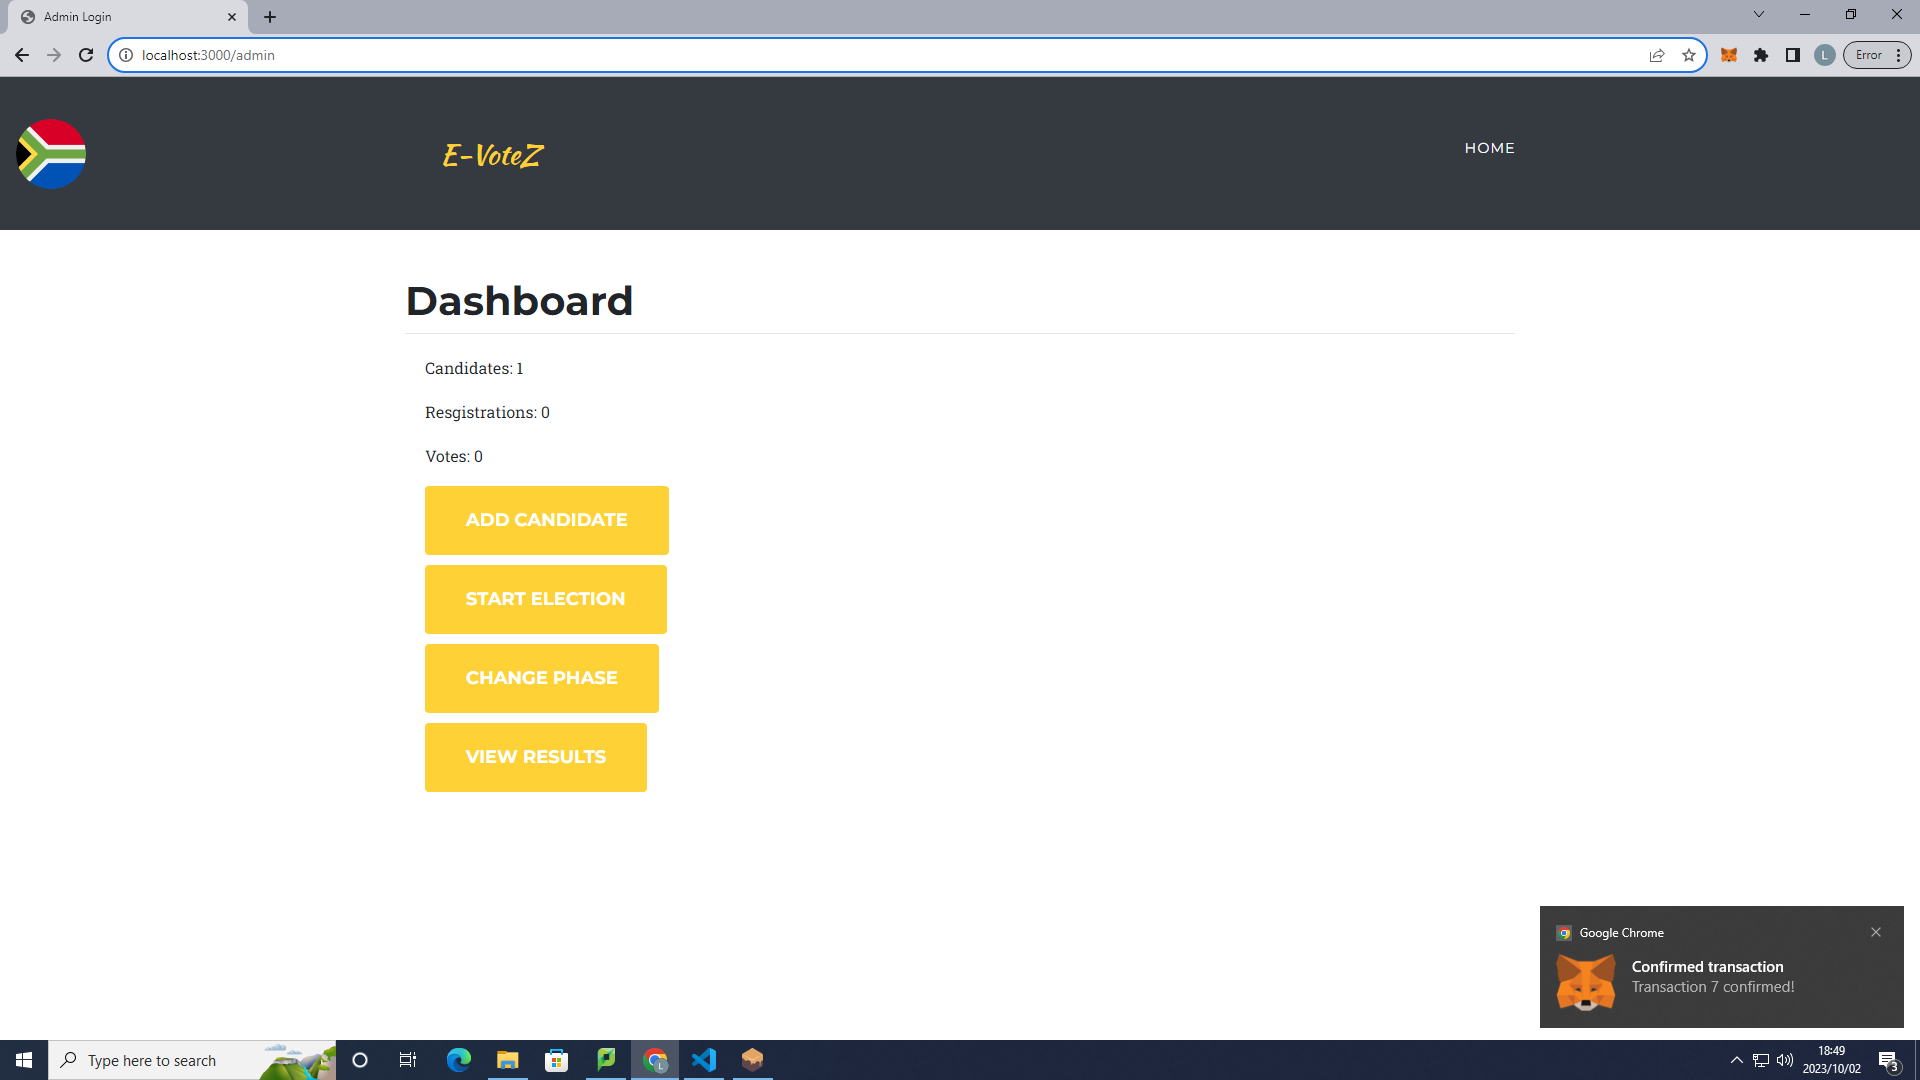 Admin Login
localhost:3000/admin
L
Error
E-VoteZ
HOME
Dashboard
Candidates: 1
Resgistrations: 0
Votes: 0
ADD CANDIDATE
START ELECTION
CHANGE PHASE
VIEW RESULTS
Google Chrome
Confirmed transaction
Transaction 7 confirmed!
Type here to search
L
18:49
2023/10/02
3